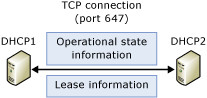 TCP connection
(port 647)
DHCP1
Operational state
information
DHCP2
Lease information